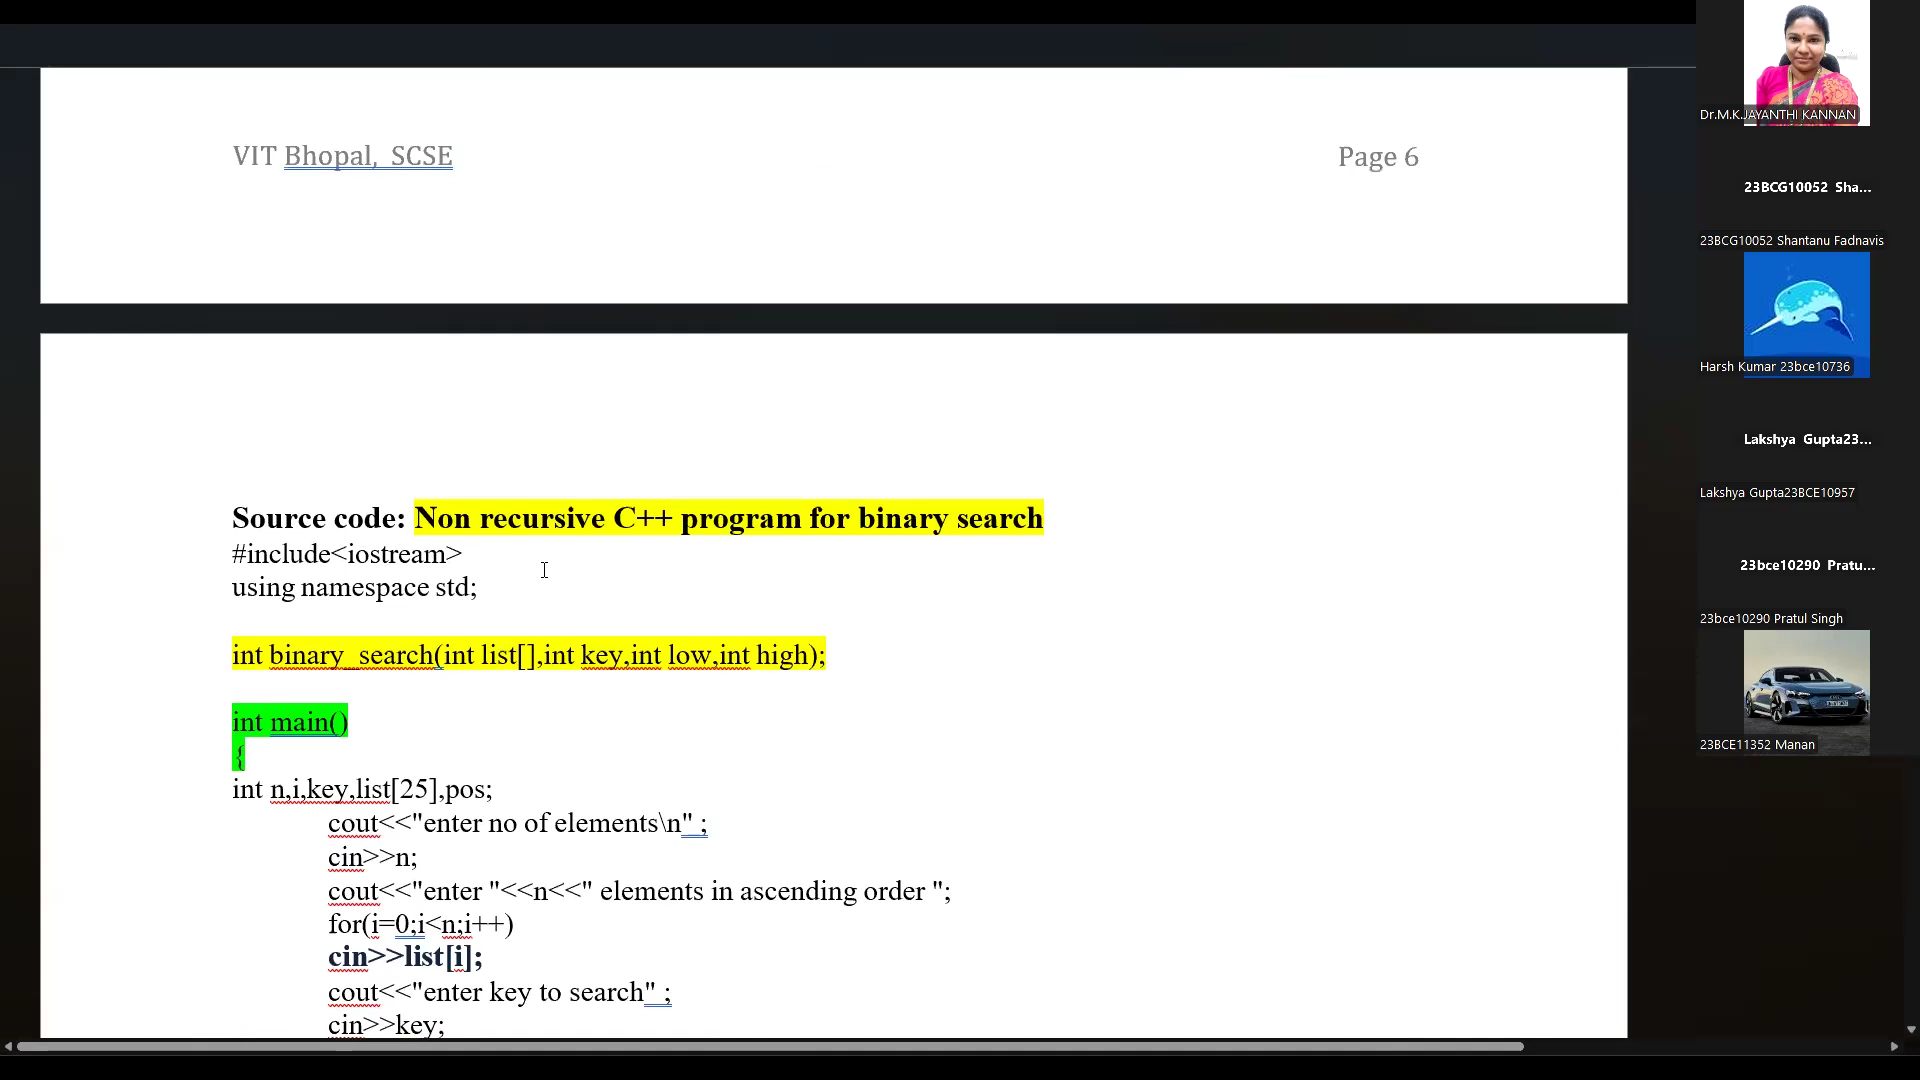 VIT Bhopal, SCSE
Page 6
Source code: Non recursive C++ program for binary search
#include<iostream>
using namespace std;
int binary_search(int list[],int key,int low,int high);
int main()
{
int n,i,key,list[25],pos;
cout<<"enter no of elements\n" ;
cin>>n;
cout<<"enter "<<n<<" elements in ascending order ";
for(i=0;i<n;i++)
cin>>list[i];
cout<<"enter key to search" ;
cin>>key;
Dr.M.K.JAYANTHI KANNAN
23BCG10052 Sha...
23BCG10052 Shantanu Fadnavis
Harsh Kumar 23bce10736
Lakshya Gupta23...
Lakshya Gupta23BCE10957
23bce10290 Pratu...
23bce10290 Pratul Singh
23BCE11352 Manan